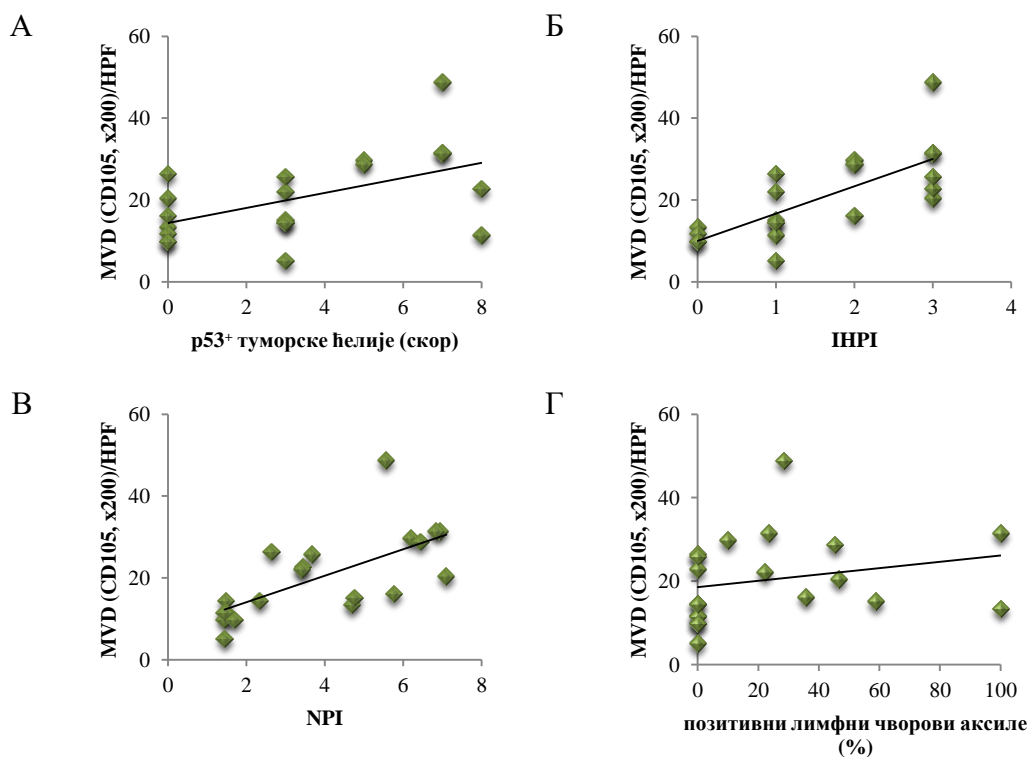 А
MVD (CD105, x200)/HPF
60
40
20
0
0 2 4 6 8
p53⁺ туморске ћелије (скор)
Б
MVD (CD105, x200)/HPF
60
40
20
0
0 1 2 3 4
IHPI
В
MVD (CD105, x200)/HPF
60
40
20
0
0 2 4 6 8
NPI
Г
MVD (CD105, x200)/HPF
60
40
20
0
0 20 40 60 80 100
позитивни лимфни чворови аксиле
(%)